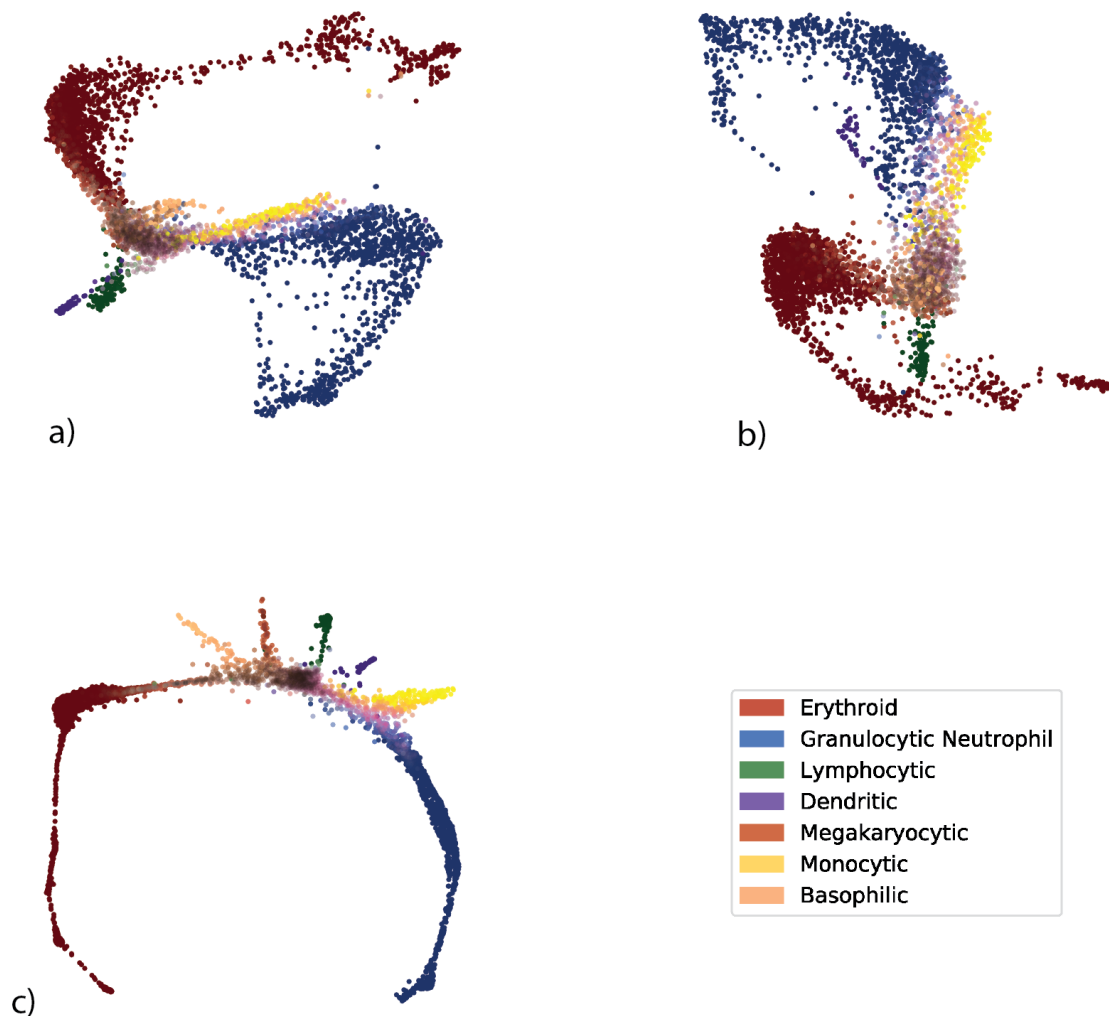 a)
b)
c)
Erythroid
Granulocytic Neutrophil
Lymphocytic
Dendritic
Megakaryocytic
Monocytic
Basophilic